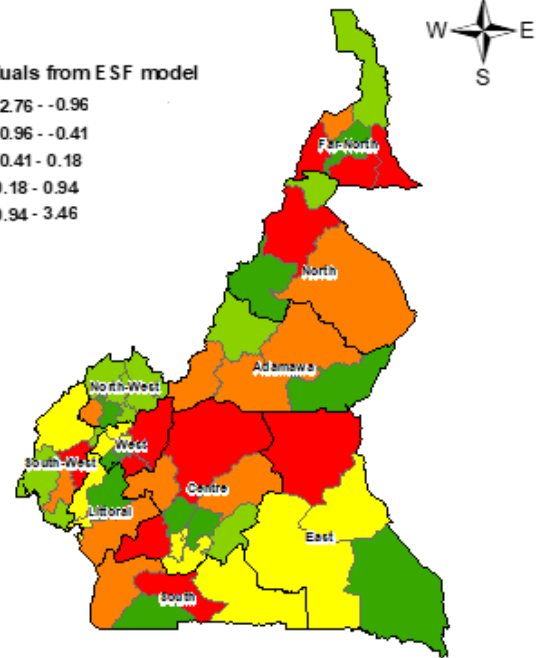 W E
S
uals from ESF model
2.76 - -0.96
0.96 - -0.41
0.41 - 0.18
0.18 - 0.94
0.94 - 3.46
Far-North
North
Adamawa
North-West
West
South-West
Centre
Littoral
East
South